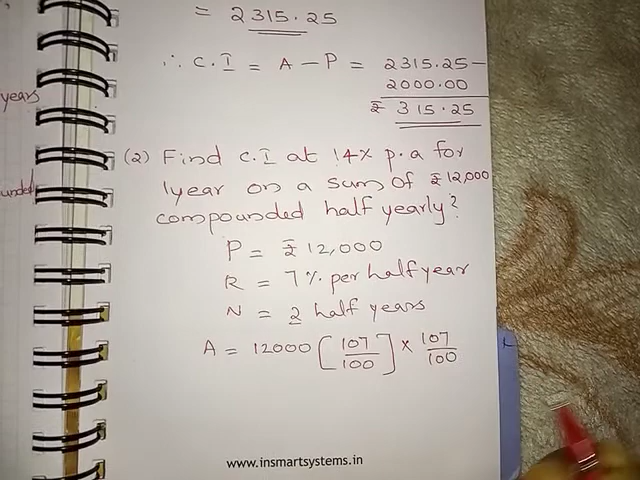 = 2315.25
∴ C.I = A - P = 2315.25 -
2000.00
years
₹ 315.25
(2) Find C.I at 14% p.a for
1year on a sum of ₹12,000
compounded half yearly?
P = ₹ 12,000
R = 7% per half year
N = 2 half years
A = 12000 [107/100] × 107/100
www.insmartsystems.in